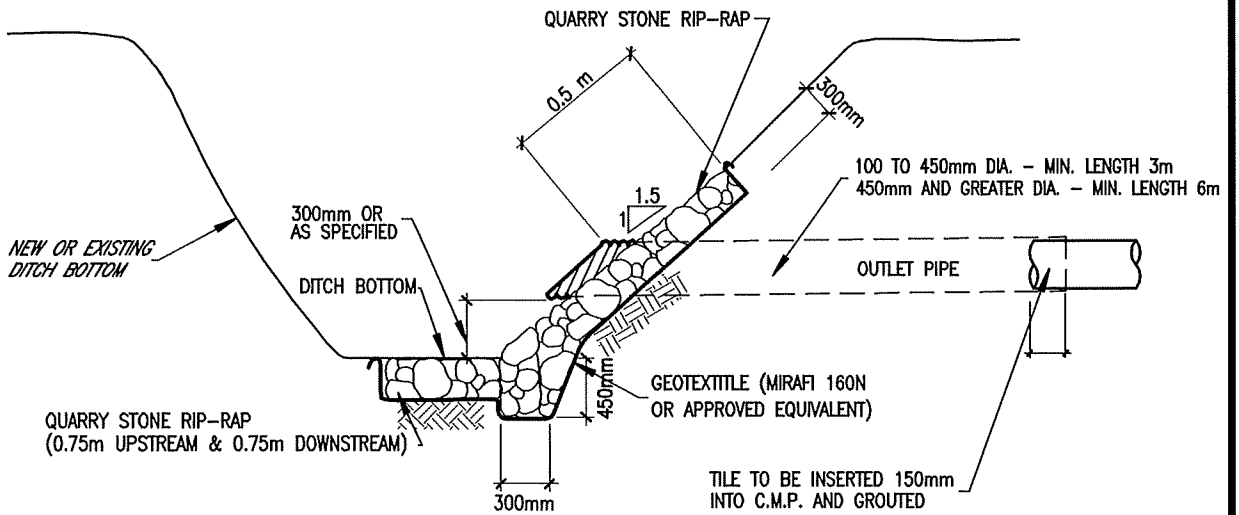 QUARRY STONE RIP-RAP
0.5 m
300mm
100 TO 450mm DIA. - MIN. LENGTH 3m
450mm AND GREATER DIA. - MIN. LENGTH 6m
1.5
1
300mm OR
AS SPECIFIED
NEW OR EXISTING
DITCH BOTTOM
DITCH BOTTOM
OUTLET PIPE
450mm
GEOTEXTITLE (MIRAFI 160N
OR APPROVED EQUIVALENT)
QUARRY STONE RIP-RAP
(0.75m UPSTREAM & 0.75m DOWNSTREAM)
300mm
TILE TO BE INSERTED 150mm
INTO C.M.P. AND GROUTED